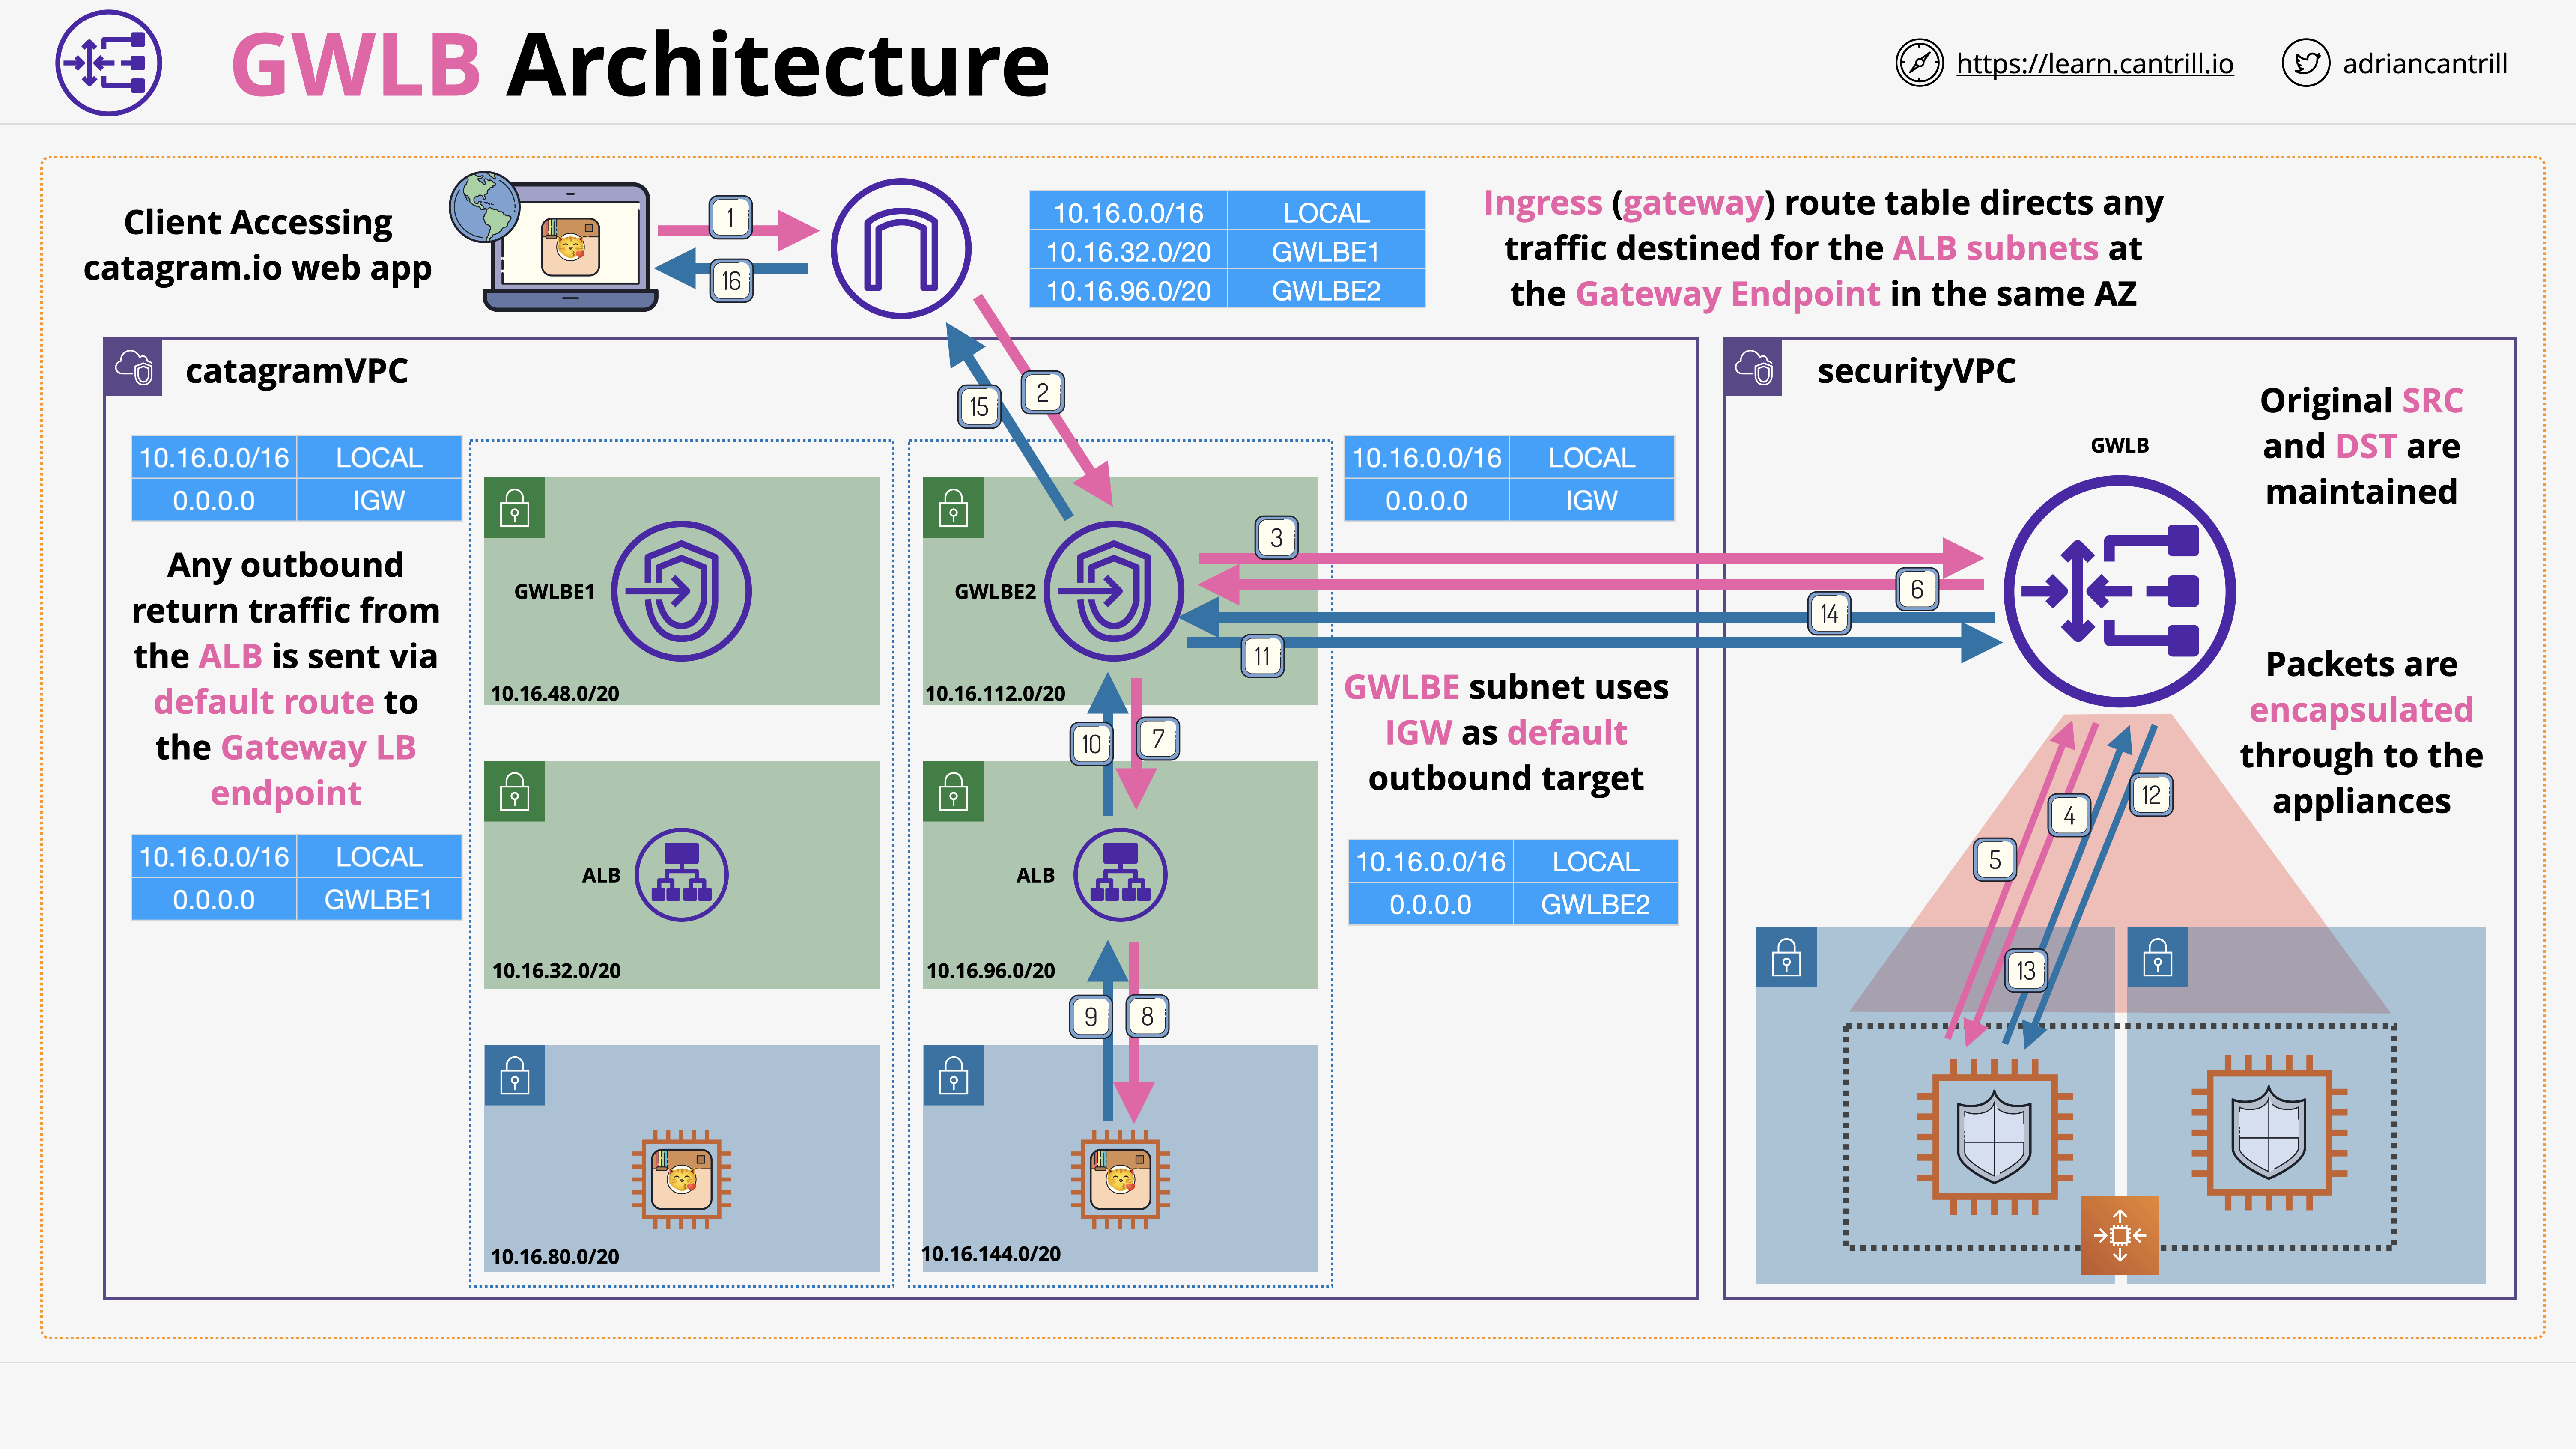 GWLB Architecture
https://learn.cantrill.io
adriancantrill
Client Accessing
catagram.io web app
1
16
10.16.0.0/16 LOCAL
10.16.32.0/20 GWLBE1
10.16.96.0/20 GWLBE2
Ingress (gateway) route table directs any
traffic destined for the ALB subnets at
the Gateway Endpoint in the same AZ
catagramVPC
15
2
10.16.0.0/16 LOCAL
0.0.0.0 IGW
Any outbound
return traffic from
the ALB is sent via
default route to
the Gateway LB
endpoint
10.16.0.0/16 LOCAL
0.0.0.0 GWLBE1
GWLBE1
10.16.48.0/20
ALB
10.16.32.0/20
10.16.80.0/20
GWLBE2
10.16.112.0/20
10
7
ALB
10.16.96.0/20
9
8
10.16.144.0/20
10.16.0.0/16 LOCAL
0.0.0.0 IGW
3
6
14
11
GWLBE subnet uses
IGW as default
outbound target
10.16.0.0/16 LOCAL
0.0.0.0 GWLBE2
securityVPC
GWLB
Original SRC
and DST are
maintained
Packets are
encapsulated
through to the
appliances
12
4
5
13